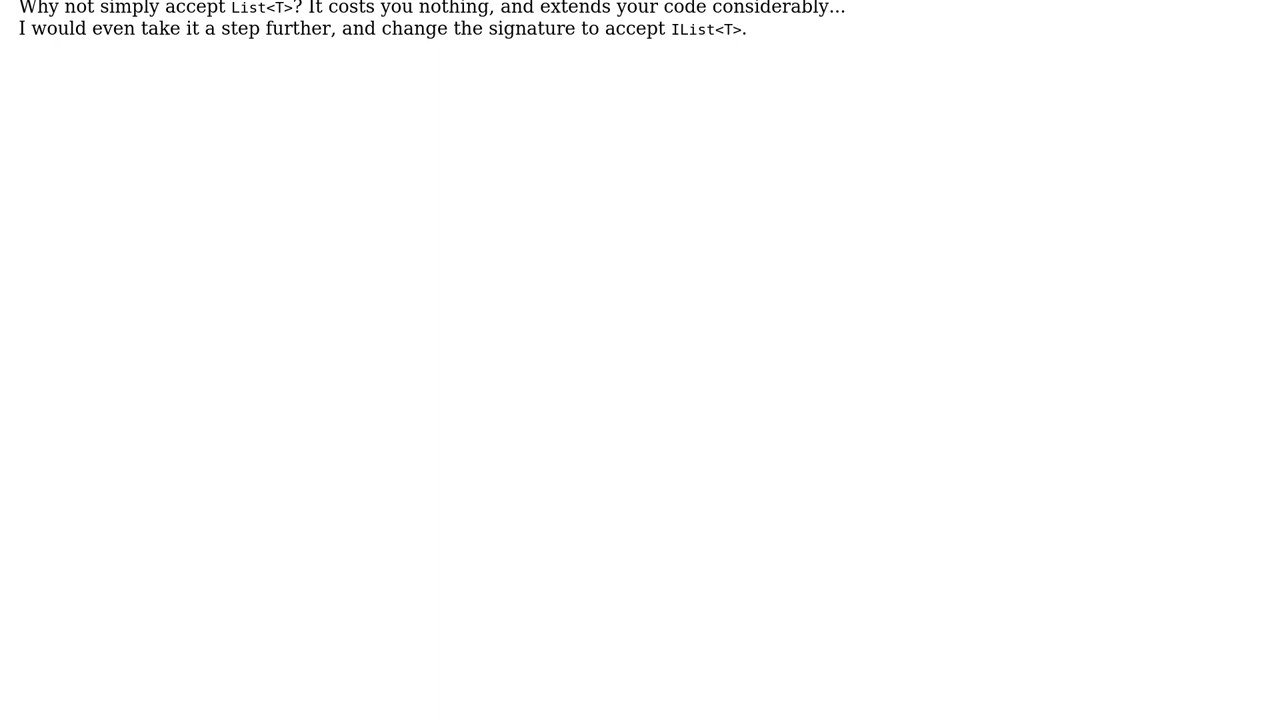 Why not simply accept List<T>? It costs you nothing, and extends your code considerably...
I would even take it a step further, and change the signature to accept IList<T>.